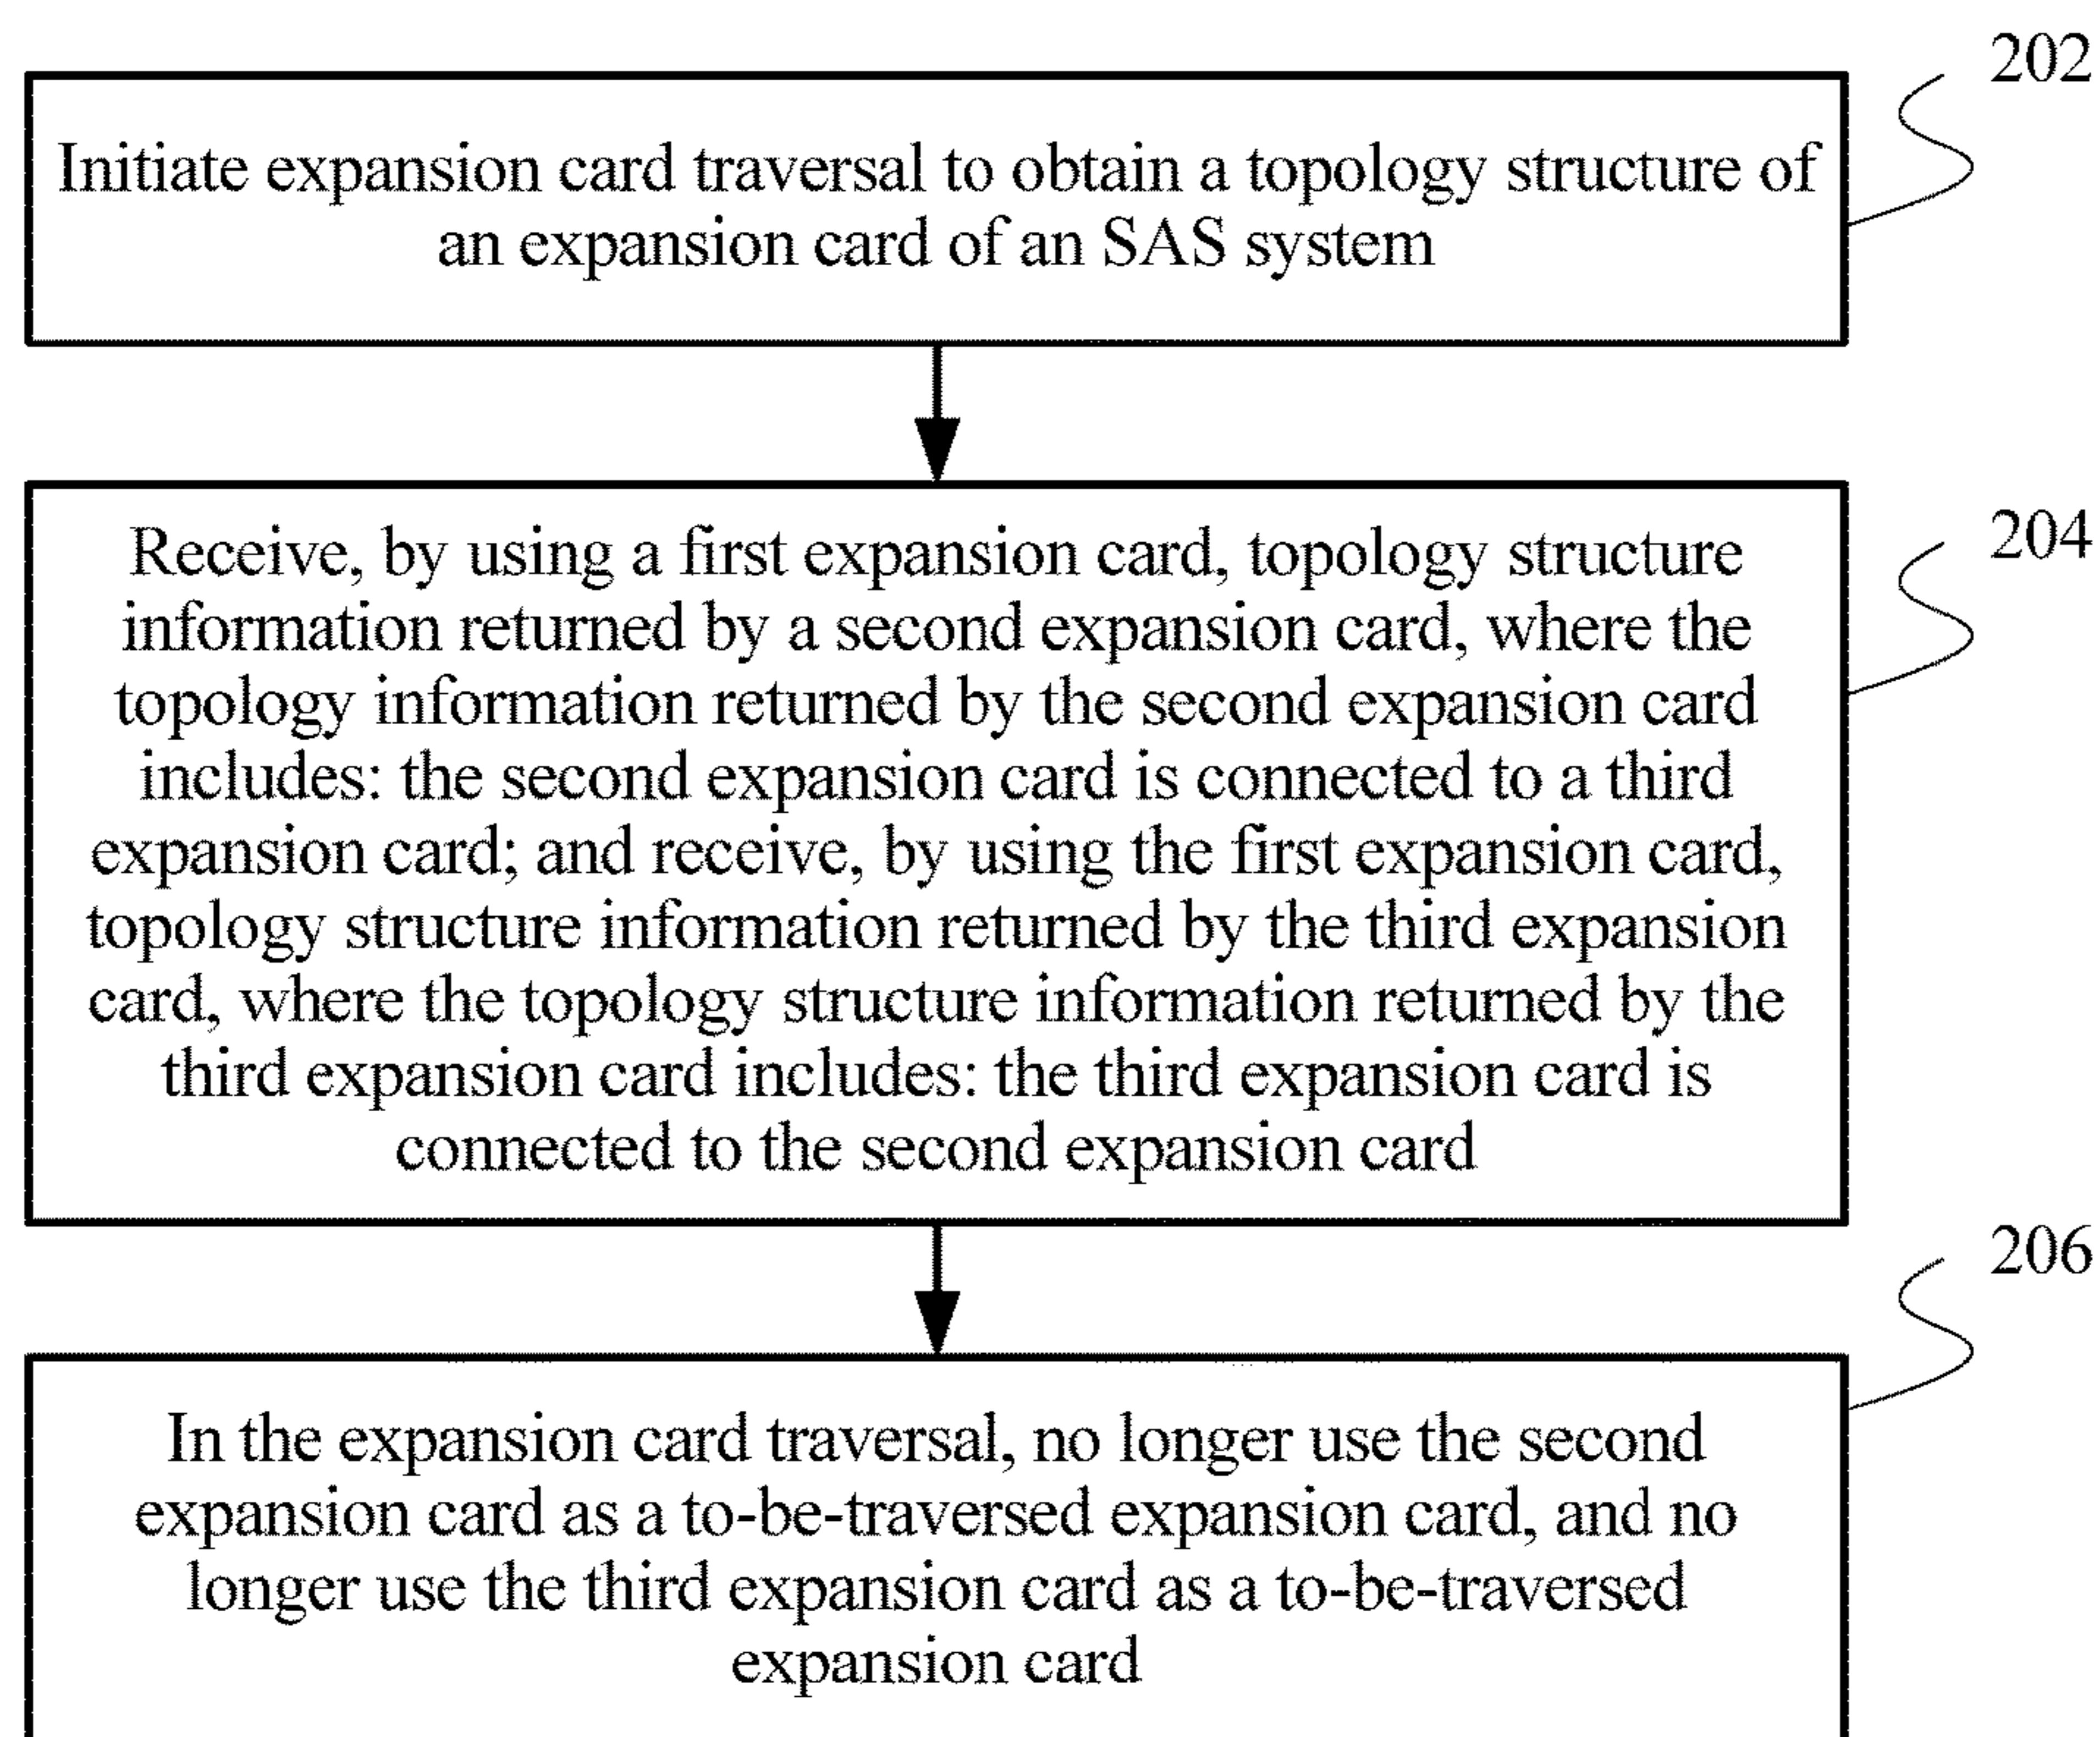 202
Initiate expansion card traversal to obtain a topology structure of
an expansion card of an SAS system
204
Receive, by using a first expansion card, topology structure
information returned by a second expansion card, where the
topology information returned by the second expansion card
includes: the second expansion card is connected to a third
expansion card; and receive, by using the first expansion card,
topology structure information returned by the third expansion
card, where the topology structure information returned by the
third expansion card includes: the third expansion card is
connected to the second expansion card
206
In the expansion card traversal, no longer use the second
expansion card as a to-be-traversed expansion card, and no
longer use the third expansion card as a to-be-traversed
expansion card